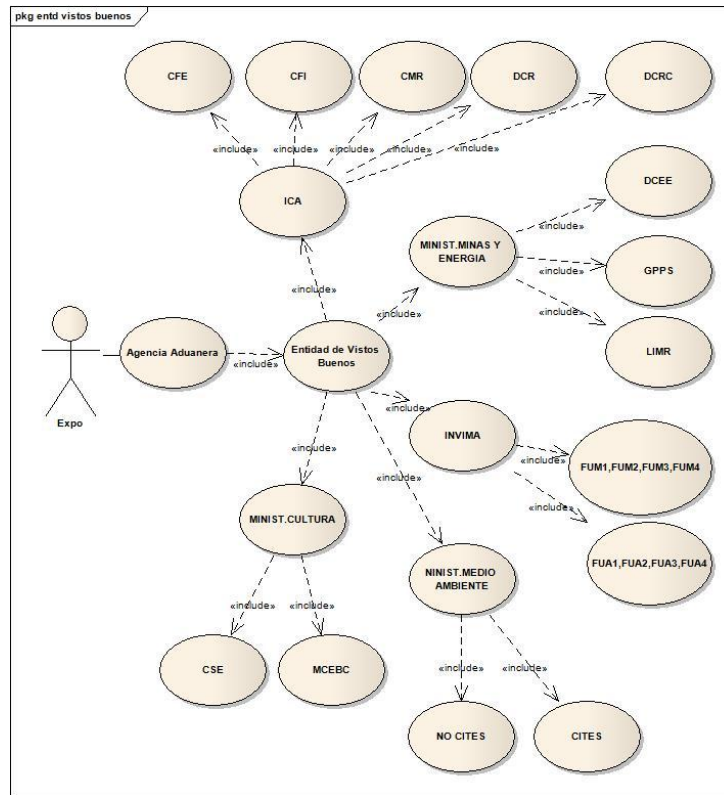 pkg entd vistos buenos
CFE
CFI
CMR
DCR
DCRC
«include»
«include»
«include»
«include»
«include»
ICA
DCEE
«include»
MINIST.MINAS Y
ENERGIA
«include»
GPPS
«include»
«include»
«include»
LIMR
Expo
Agencia Aduanera
«include»
Entidad de Vistos
Buenos
«include»
INVIMA
«include»
FUM1,FUM2,FUM3,FUM4
«include»
FUA1,FUA2,FUA3,FUA4
«include»
«include»
MINIST.CULTURA
NINIST.MEDIO
AMBIENTE
«include»
«include»
CSE
MCEBC
«include»
«include»
NO CITES
CITES